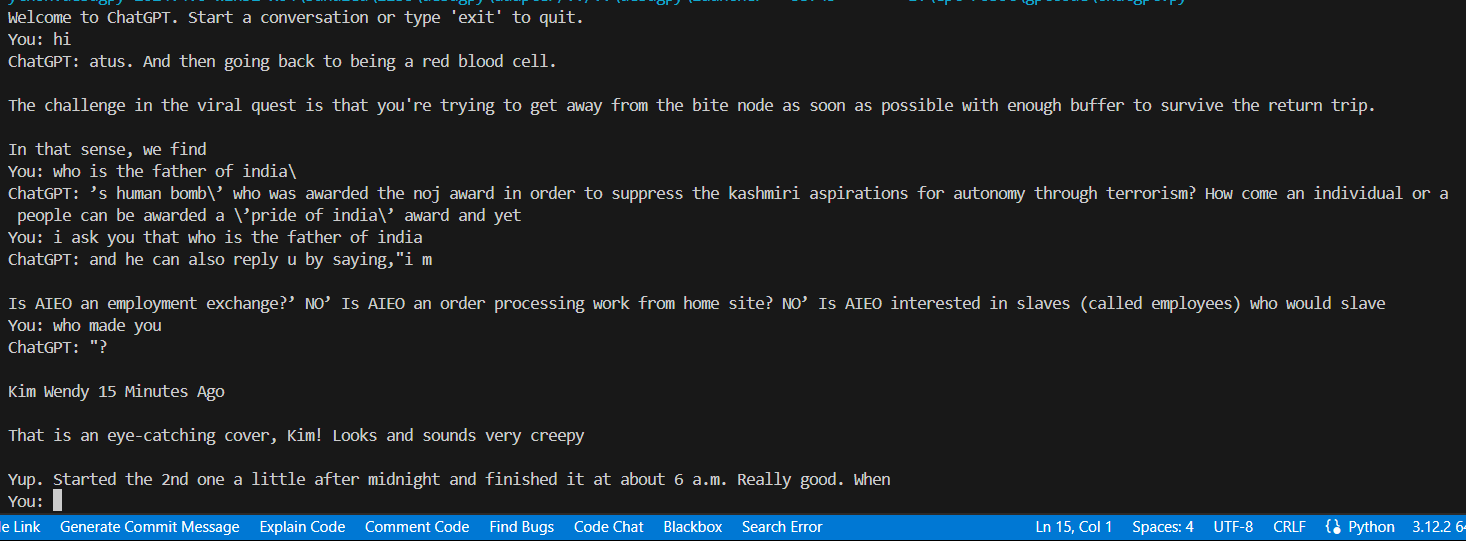 Welcome to ChatGPT. Start a conversation or type 'exit' to quit.
You: hi
ChatGPT: atus. And then going back to being a red blood cell.
The challenge in the viral quest is that you're trying to get away from the bite node as soon as possible with enough buffer to survive the return trip.
In that sense, we find
You: who is the father of india\
ChatGPT: ’s human bomb\’ who was awarded the noj award in order to suppress the kashmiri aspirations for autonomy through terrorism? How come an individual or a
people can be awarded a \’pride of india\’ award and yet
You: i ask you that who is the father of india
ChatGPT: and he can also reply u by saying,"i m
Is AIEO an employment exchange?’ NO’ Is AIEO an order processing work from home site? NO’ Is AIEO interested in slaves (called employees) who would slave
You: who made you
ChatGPT: "?
Kim Wendy 15 Minutes Ago
That is an eye-catching cover, Kim! Looks and sounds very creepy
Yup. Started the 2nd one a little after midnight and finished it at about 6 a.m. Really good. When
You:
Link Generate Commit Message Explain Code Comment Code Find Bugs Code Chat Blackbox Search Error Ln 15, Col 1 Spaces: 4 UTF-8 CRLF Python 3.12.2